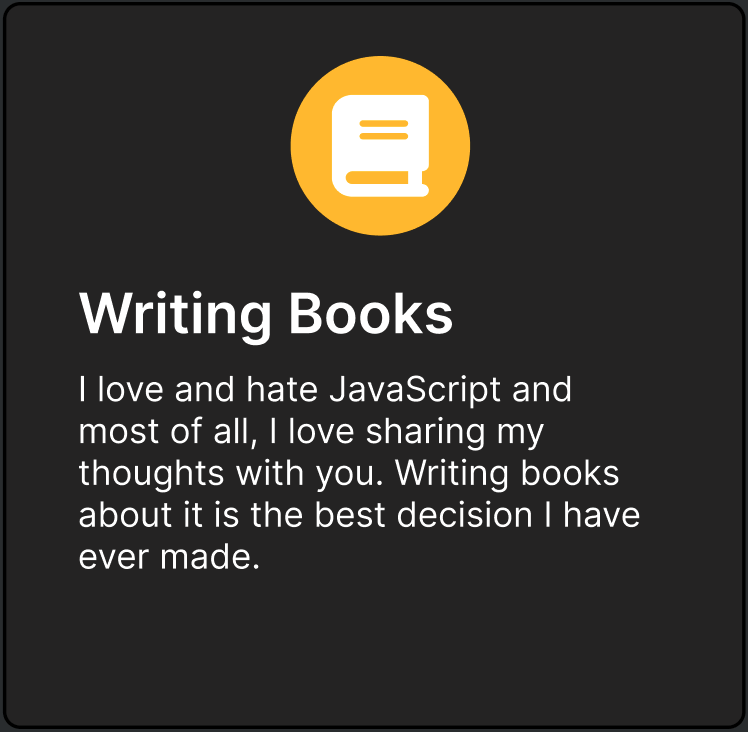 Writing Books
I love and hate JavaScript and
most of all, I love sharing my
thoughts with you. Writing books
about it is the best decision I have
ever made.